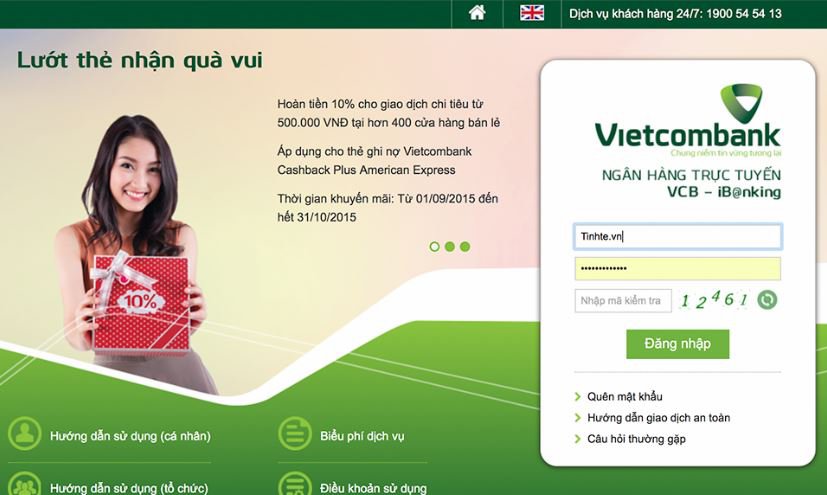 Dịch vụ khách hàng 24/7: 1900 54 54 13
Lướt thẻ nhận quà vui
Hoàn tiền 10% cho giao dịch chi tiêu từ
500.000 VNĐ tại hơn 400 cửa hàng bán lẻ
Áp dụng cho thẻ ghi nợ Vietcombank
Cashback Plus American Express
Thời gian khuyến mãi: Từ 01/09/2015 đến
hết 31/10/2015
10%
Vietcombank
Chung niềm tin vững tương lai
NGÂN HÀNG TRỰC TUYẾN
VCB – iB@nking
Tinhte.vn
•••••••••••••
Nhập mã kiểm tra
12461
Đăng nhập
Quên mật khẩu
Hướng dẫn giao dịch an toàn
Câu hỏi thường gặp
Hướng dẫn sử dụng (cá nhân)
Biểu phí dịch vụ
Hướng dẫn sử dụng (tổ chức)
Điều khoản sử dụng